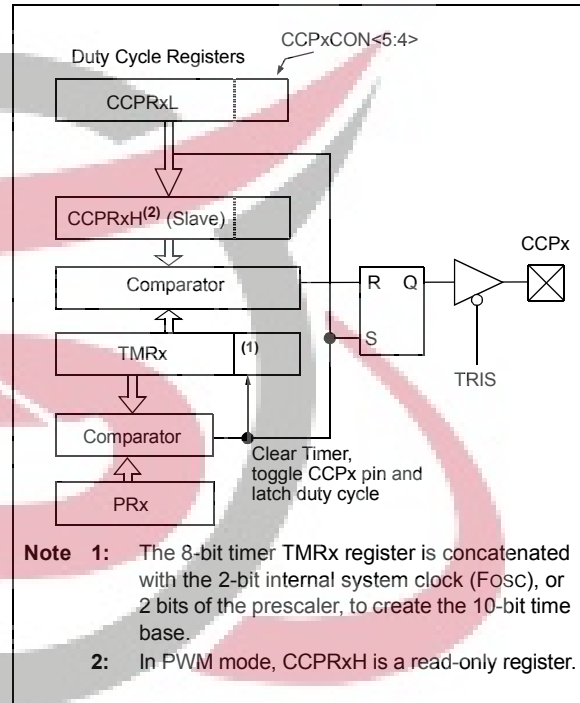 CCPxCON<5:4>
Duty Cycle Registers
CCPRxL
CCPRxH(2) (Slave)
CCPx
Comparator
R Q
TMRx
(1)
S
TRIS
Comparator
Clear Timer,
toggle CCPx pin and
latch duty cycle
PRx
Note 1: The 8-bit timer TMRx register is concatenated
with the 2-bit internal system clock (FOSC), or
2 bits of the prescaler, to create the 10-bit time
base.
2: In PWM mode, CCPRxH is a read-only register.